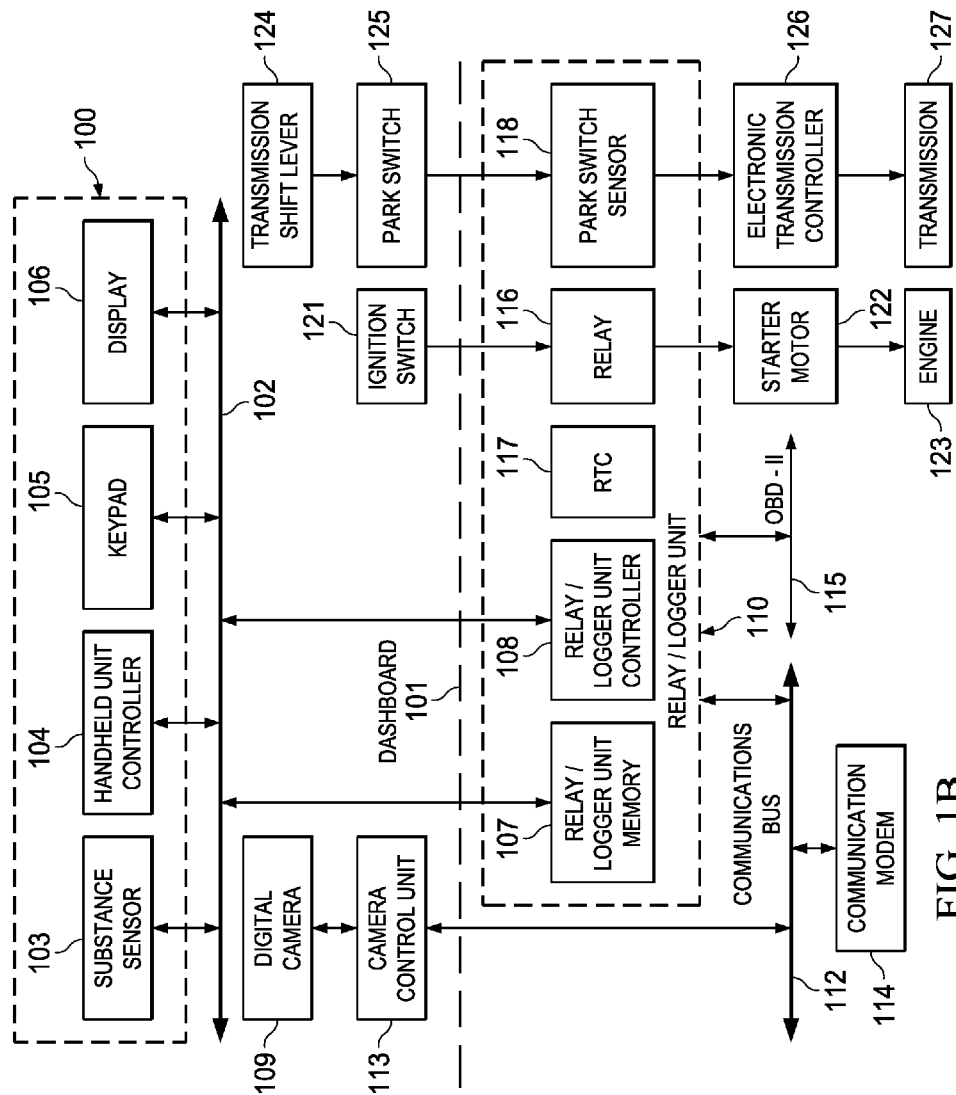 100
103
SUBSTANCE
SENSOR
104
HANDHELD UNIT
CONTROLLER
105
KEYPAD
106
DISPLAY
102
109
DIGITAL
CAMERA
113
CAMERA
CONTROL UNIT
121
IGNITION
SWITCH
124
TRANSMISSION
SHIFT LEVER
125
PARK SWITCH
DASHBOARD
101
107
RELAY /
LOGGER UNIT
MEMORY
108
RELAY /
LOGGER UNIT
CONTROLLER
117
RTC
116
RELAY
118
PARK SWITCH
SENSOR
RELAY / LOGGER UNIT
110
COMMUNICATIONS
BUS
112
COMMUNICATION
MODEM
114
OBD - II
115
STARTER
MOTOR
122
ENGINE
123
ELECTRONIC
TRANSMISSION
CONTROLLER
126
TRANSMISSION
127
FIG. 1B